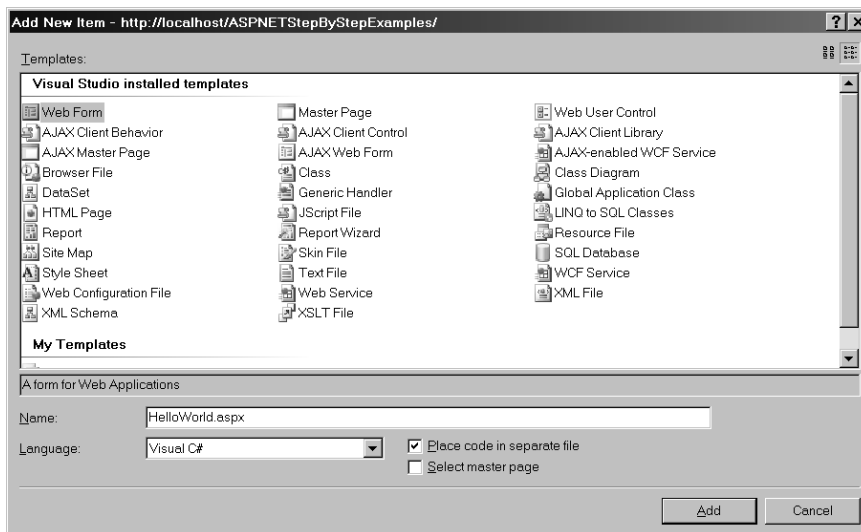 Add New Item - http://localhost/ASPNETStepByStepExamples/
Templates:
Visual Studio installed templates
Web Form Master Page Web User Control
AJAX Client Behavior AJAX Client Control AJAX Client Library
AJAX Master Page AJAX Web Form AJAX-enabled WCF Service
Browser File Class Class Diagram
DataSet Generic Handler Global Application Class
HTML Page JScript File LINQ to SQL Classes
Report Report Wizard Resource File
Site Map Skin File SQL Database
Style Sheet Text File WCF Service
Web Configuration File Web Service XML File
XML Schema XSLT File
My Templates
A form for Web Applications
Name: HelloWorld.aspx
Language: Visual C# Place code in separate file
Select master page
Add Cancel